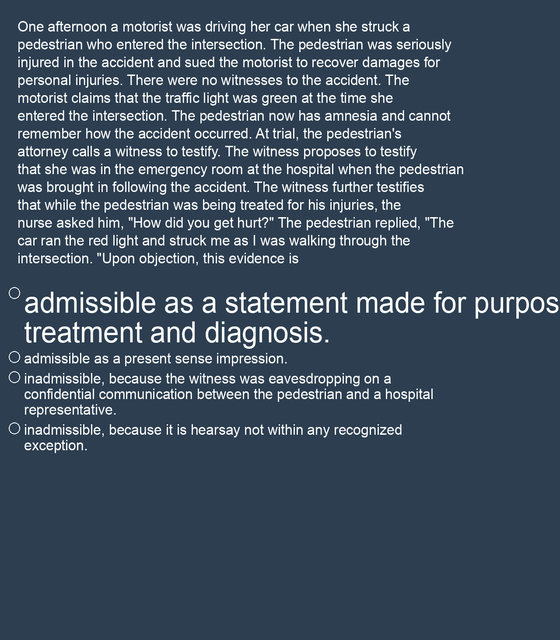 One afternoon a motorist was driving her car when she struck a
pedestrian who entered the intersection. The pedestrian was seriously
injured in the accident and sued the motorist to recover damages for
personal injuries. There were no witnesses to the accident. The
motorist claims that the traffic light was green at the time she
entered the intersection. The pedestrian now has amnesia and cannot
remember how the accident occurred. At trial, the pedestrian's
attorney calls a witness to testify. The witness proposes to testify
that she was in the emergency room at the hospital when the pedestrian
was brought in following the accident. The witness further testifies
that while the pedestrian was being treated for his injuries, the
nurse asked him, "How did you get hurt?" The pedestrian replied, "The
car ran the red light and struck me as I was walking through the
intersection. "Upon objection, this evidence is
admissible as a statement made for purpos
treatment and diagnosis.
admissible as a present sense impression.
inadmissible, because the witness was eavesdropping on a
confidential communication between the pedestrian and a hospital
representative.
inadmissible, because it is hearsay not within any recognized
exception.